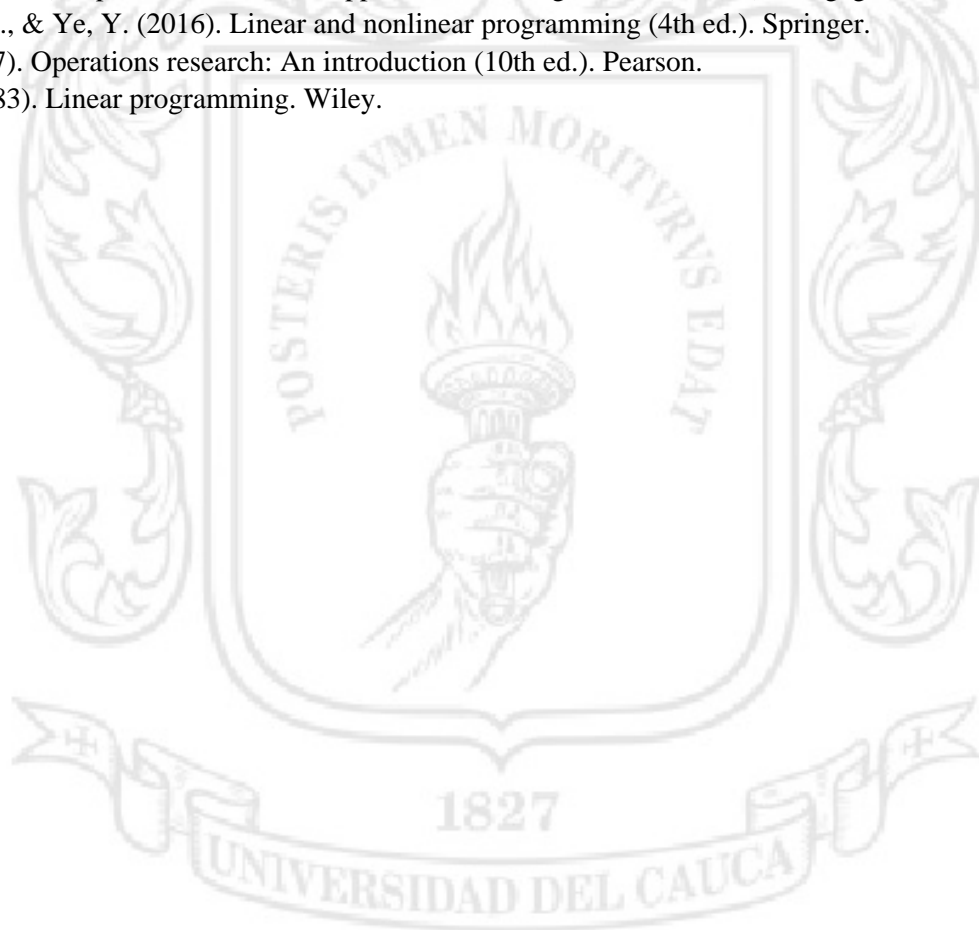 ., & Ye, Y. (2016). Linear and nonlinear programming (4th ed.). Springer.
7). Operations research: An introduction (10th ed.). Pearson.
83). Linear programming. Wiley.
POSTERIS LVMEN MORITVRVS EDAT
1827
UNIVERSIDAD DEL CAUCA